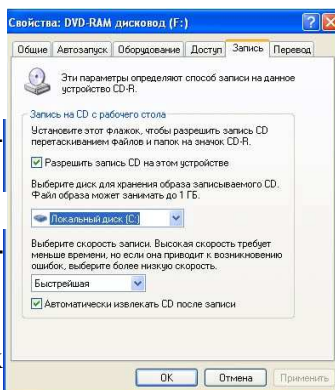 Свойства: DVD-RAM дисковод (F:)
Общие Автозапуск Оборудование Доступ Запись Перевод
Эти параметры определяют способ записи на данное
устройство CD-R.
Запись на CD с рабочего стола
Установите этот флажок, чтобы разрешить запись CD
перетаскиванием файлов и папок на значок CD-R.
Разрешить запись CD на этом устройстве
Выберите диск для хранения образа записываемого CD.
Файл образа может занимать до 1 ГБ.
Локальный диск (C:)
Выберите скорость записи. Высокая скорость требует
меньше времени, но если она приводит к возникновению
ошибок, выберите более низкую скорость.
Быстрейшая
Автоматически извлекать CD после записи
ОК Отмена Применить